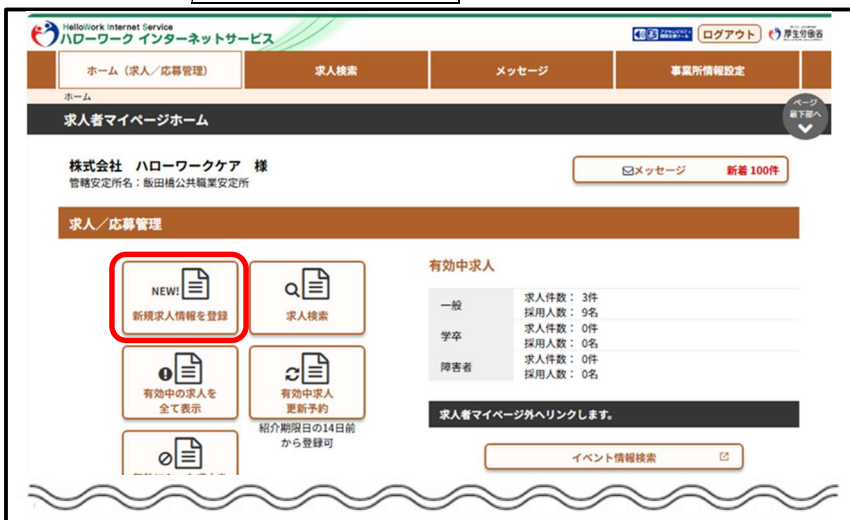 HelloWork Internet Service
ハローワーク インターネットサービス
ログアウト
厚生労働省
ホーム（求人／応募管理）
求人検索
メッセージ
事業所情報設定
ホーム
ページ
最下部へ
求人者マイページホーム
株式会社　ハローワークケア　様
管轄安定所名：飯田橋公共職業安定所
メッセージ
新着 100件
求人／応募管理
NEW!
新規求人情報を登録
求人検索
有効中の求人を
全て表示
有効中求人
更新予約
紹介期限日の14日前
から登録可
有効中求人
一般
求人件数： 3件
採用人数： 9名
学卒
求人件数： 0件
採用人数： 0名
障害者
求人件数： 0件
採用人数： 0名
求人者マイページ外へリンクします。
イベント情報検索